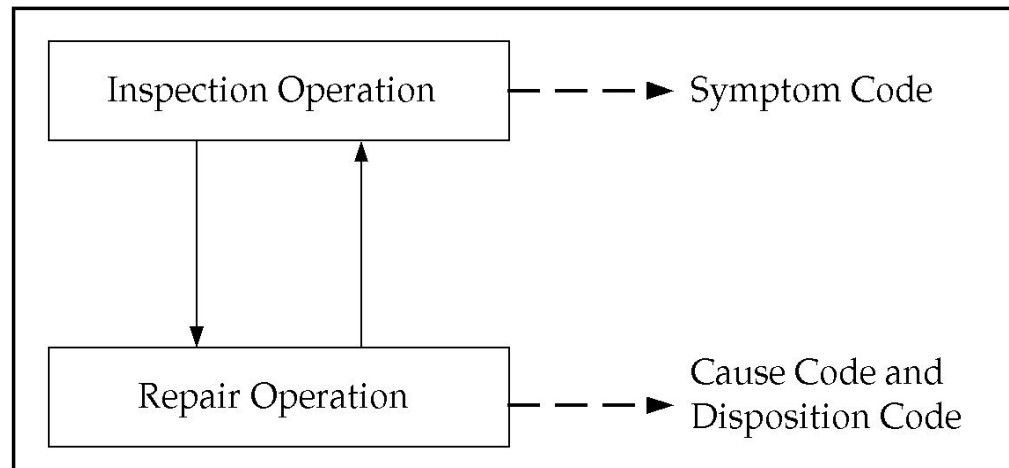 Inspection Operation
Symptom Code
Repair Operation
Cause Code and
Disposition Code